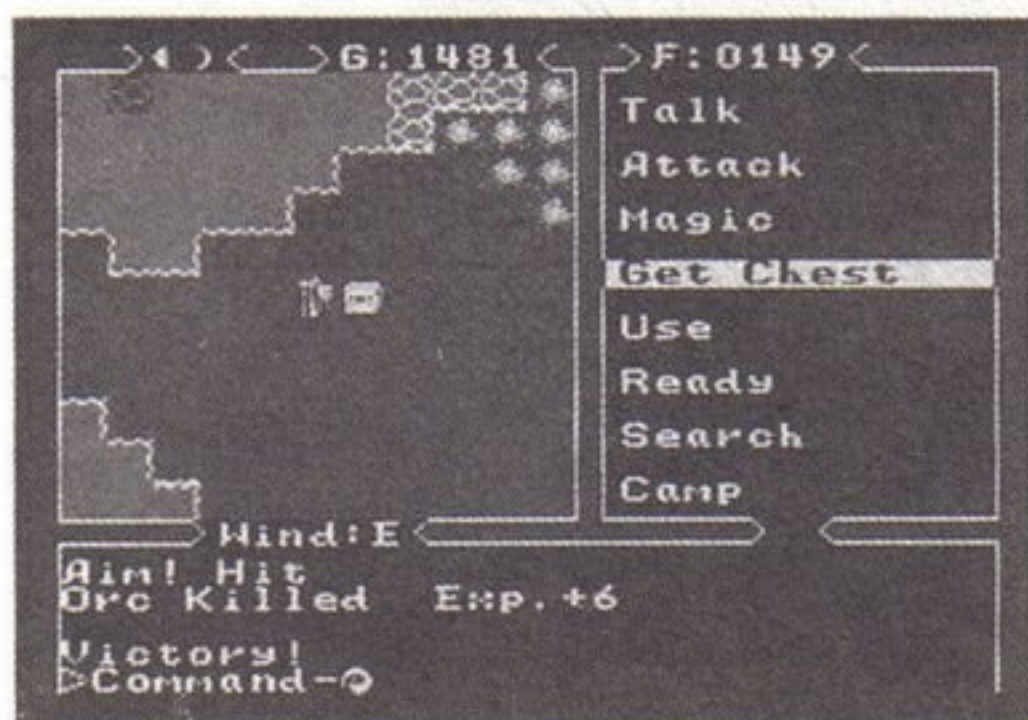 G:1481
F:0149
Talk
Attack
Magic
Get Chest
Use
Ready
Search
Camp
Wind:E
Aim! Hit
Orc Killed Exp.+6
Victory!
Command-